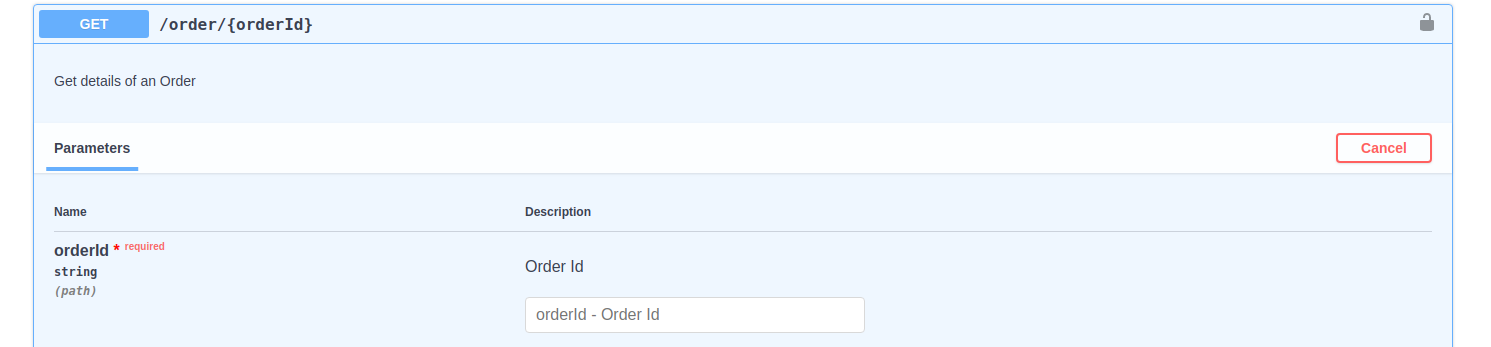 GET /order/{orderId}
Get details of an Order
Parameters Cancel
Name Description
orderId * required
string
(path)
Order Id
orderId - Order Id